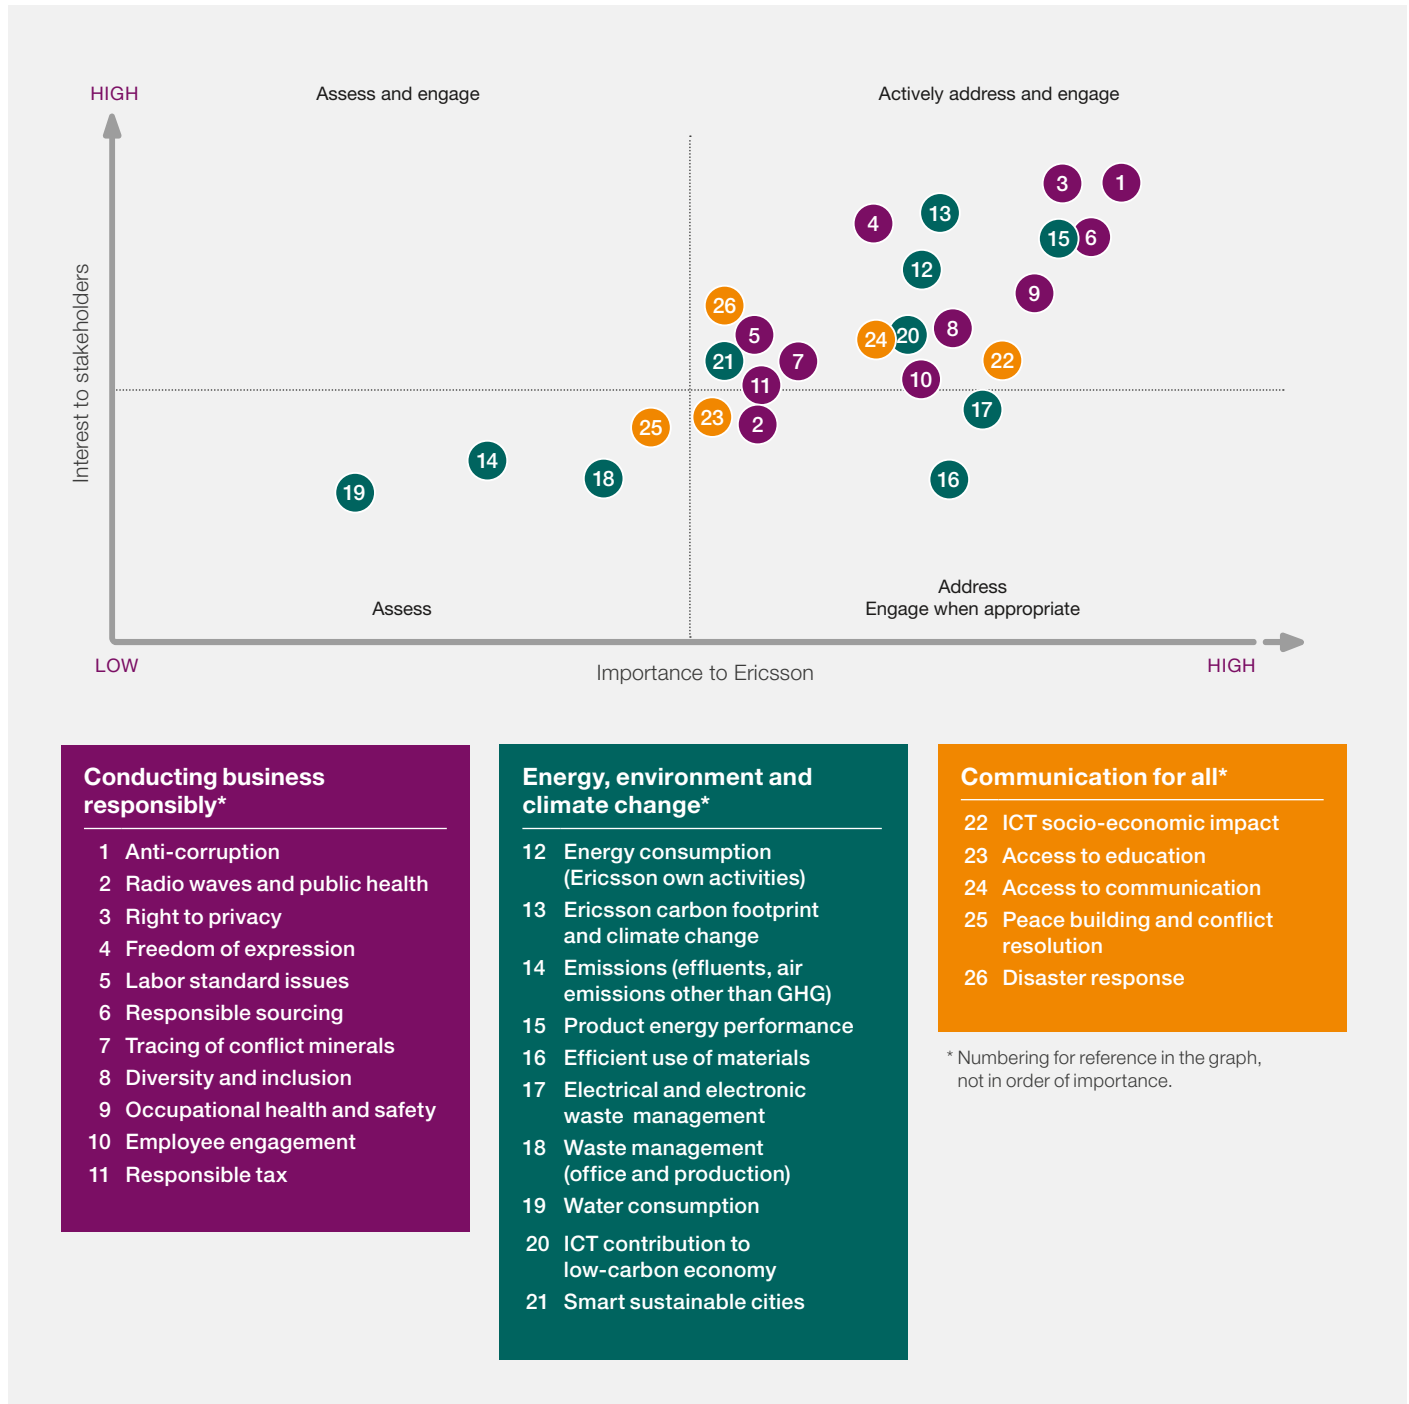 HIGH
Assess and engage
Actively address and engage
3
1
4
13
15
6
12
9
26
5
24
20
8
21
7
22
11
10
25
23
2
17
19
14
18
16
Interest to stakeholders
Assess
Address
Engage when appropriate
LOW
Importance to Ericsson
HIGH
Conducting business
responsibly*
1 Anti-corruption
2 Radio waves and public health
3 Right to privacy
4 Freedom of expression
5 Labor standard issues
6 Responsible sourcing
7 Tracing of conflict minerals
8 Diversity and inclusion
9 Occupational health and safety
10 Employee engagement
11 Responsible tax
Energy, environment and
climate change*
12 Energy consumption
(Ericsson own activities)
13 Ericsson carbon footprint
and climate change
14 Emissions (effluents, air
emissions other than GHG)
15 Product energy performance
16 Efficient use of materials
17 Electrical and electronic
waste management
18 Waste management
(office and production)
19 Water consumption
20 ICT contribution to
low-carbon economy
21 Smart sustainable cities
Communication for all*
22 ICT socio-economic impact
23 Access to education
24 Access to communication
25 Peace building and conflict
resolution
26 Disaster response
* Numbering for reference in the graph,
not in order of importance.